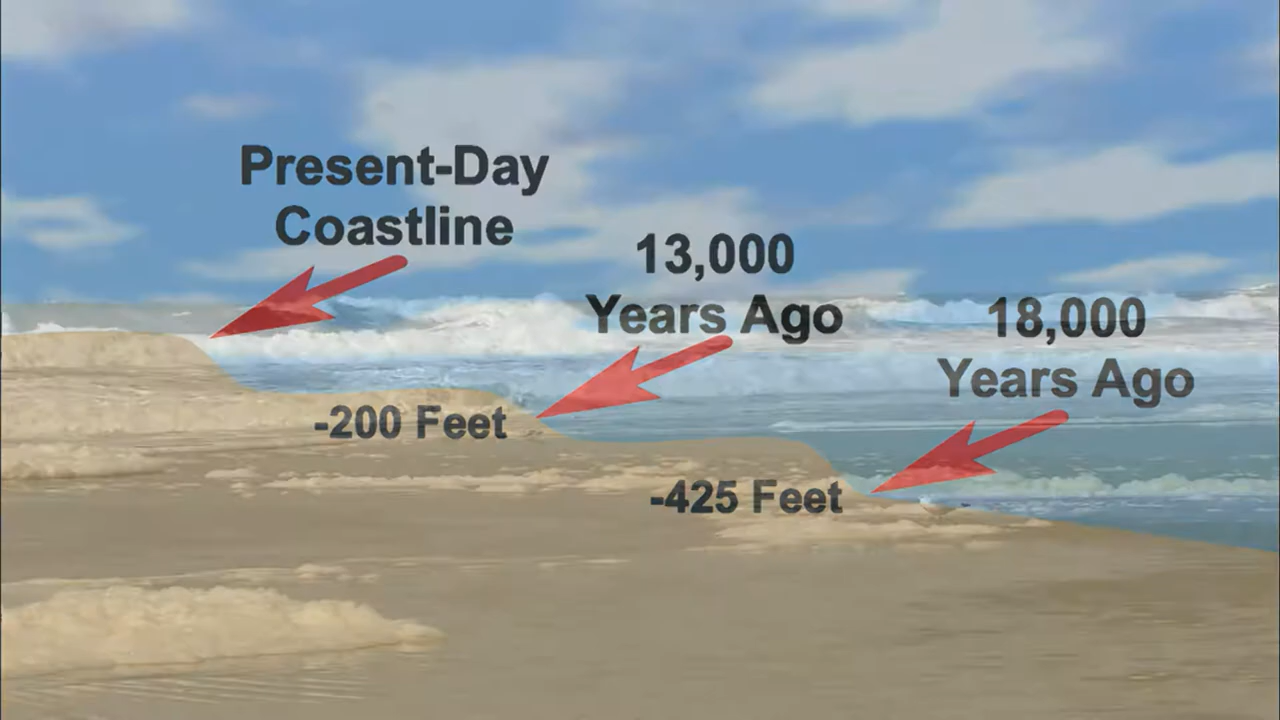 Present-Day
Coastline
13,000
Years Ago
-200 Feet
18,000
Years Ago
-425 Feet